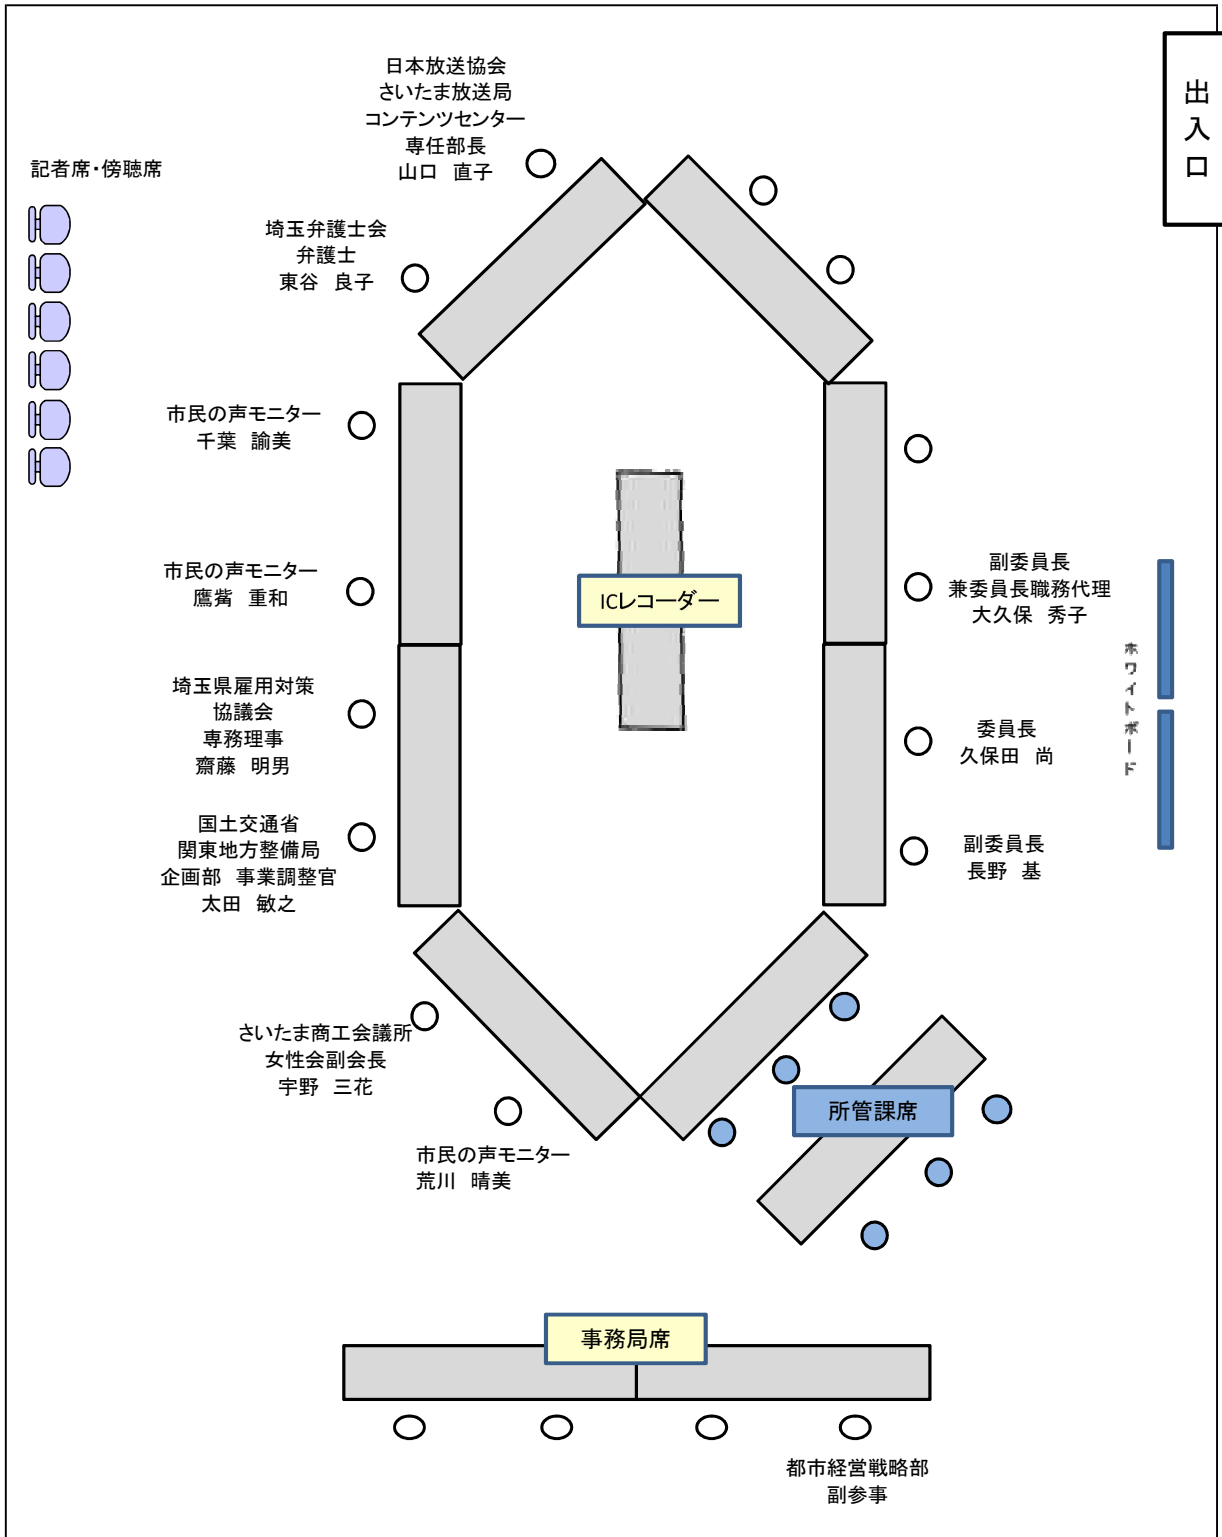 出入口
日本放送協会
さいたま放送局
コンテンツセンター
専任部長
山口　直子
記者席・傍聴席
埼玉弁護士会
弁護士
東谷　良子
市民の声モニター
千葉　諭美
市民の声モニター
鷹觜　重和
ICレコーダー
副委員長
兼委員長職務代理
大久保　秀子
ホワイトボード
埼玉県雇用対策
協議会
専務理事
齋藤　明男
委員長
久保田　尚
国土交通省
関東地方整備局
企画部　事業調整官
太田　敏之
副委員長
長野　基
さいたま商工会議所
女性会副会長
宇野　三花
市民の声モニター
荒川　晴美
所管課席
事務局席
都市経営戦略部
副参事